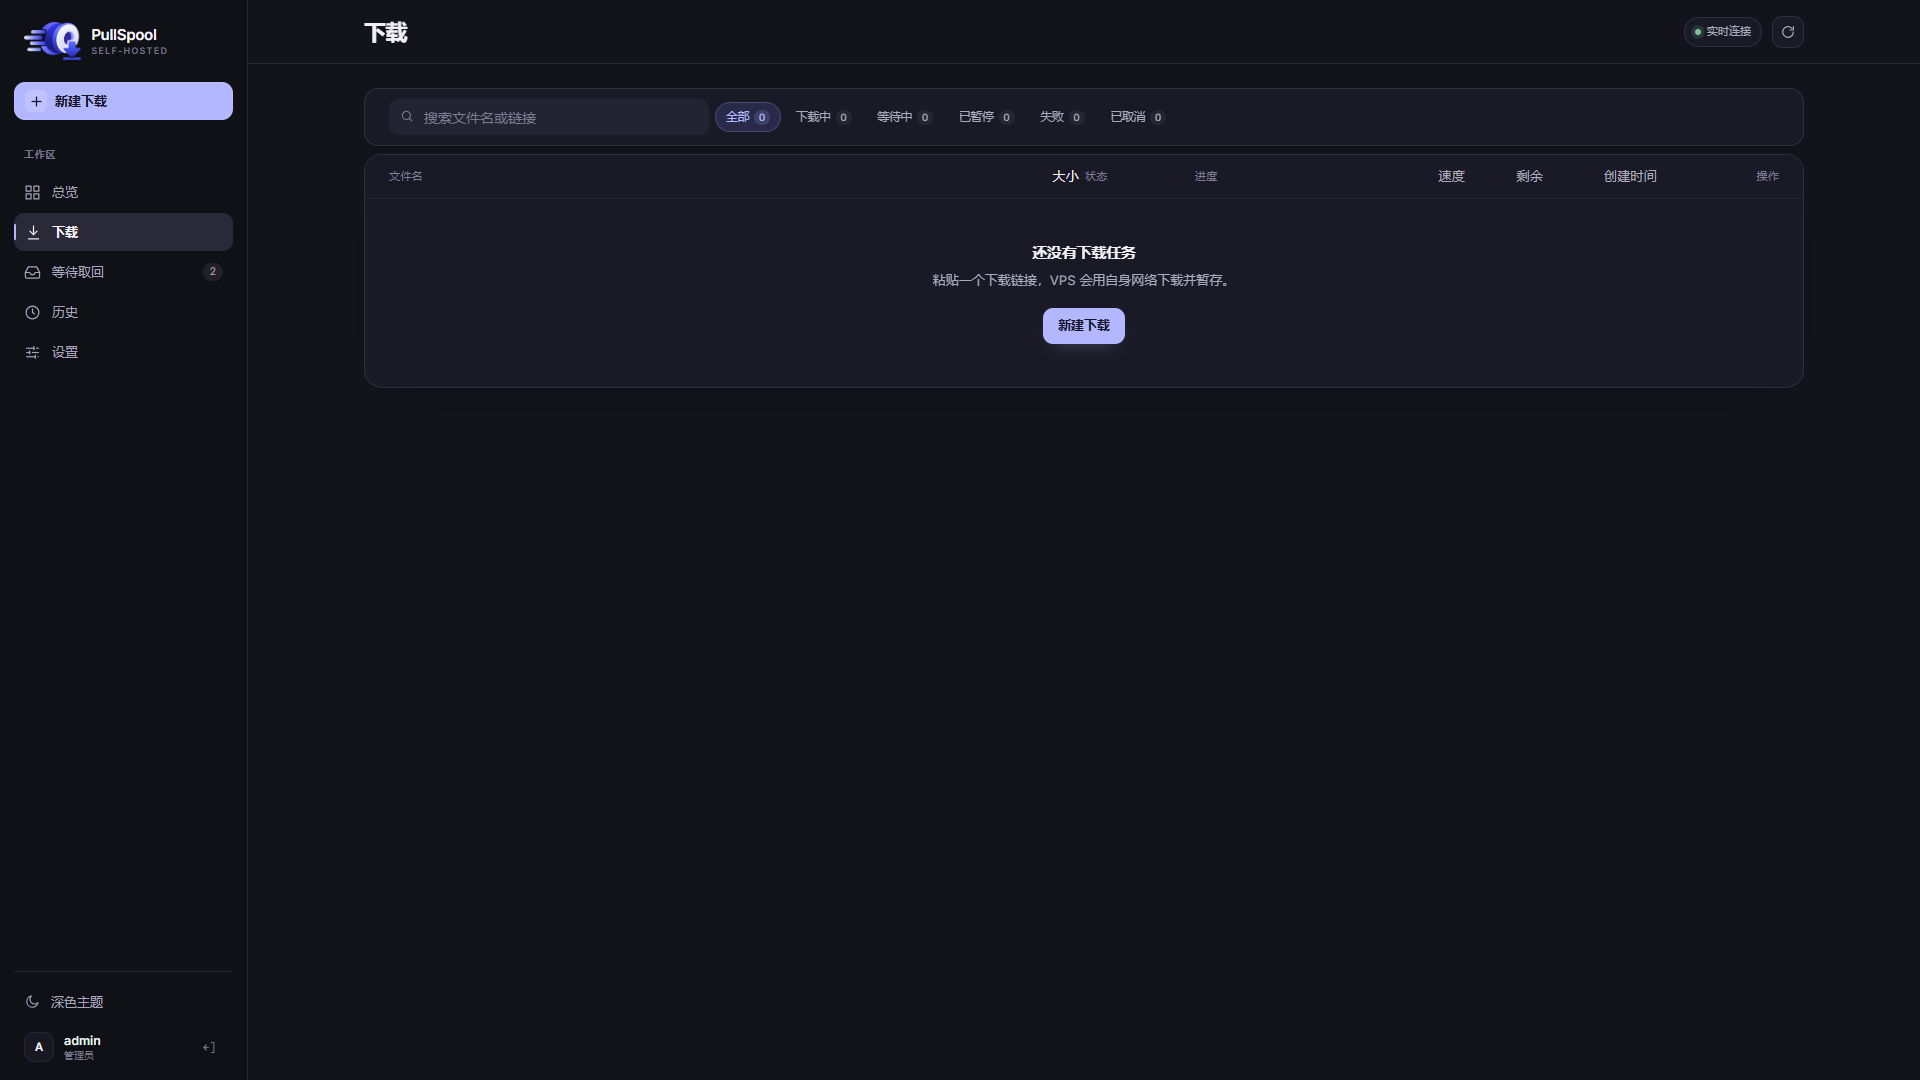 PullSpool
SELF-HOSTED
新建下载
工作区
总览
下载
等待取回 2
历史
设置
深色主题
A
admin
管理员
下载
实时连接
搜索文件名或链接
全部 0 下载中 0 等待中 0 已暂停 0 失败 0 已取消 0
文件名 大小 状态 进度 速度 剩余 创建时间 操作
还没有下载任务
粘贴一个下载链接，VPS 会用自身网络下载并暂存。
新建下载